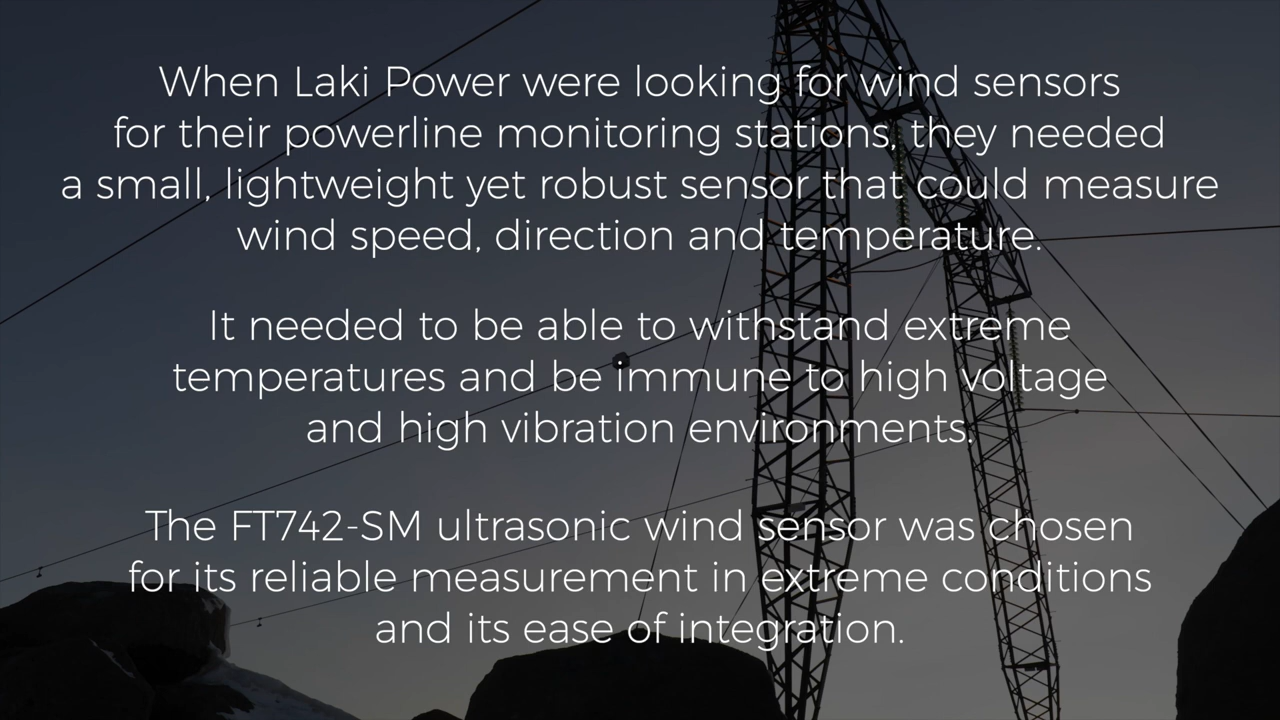 When Laki Power were looking for wind sensors
for their powerline monitoring stations, they needed
a small, lightweight yet robust sensor that could measure
wind speed, direction and temperature.
It needed to be able to withstand extreme
temperatures and be immune to high voltage
and high vibration environments.
The FT742-SM ultrasonic wind sensor was chosen
for its reliable measurement in extreme conditions
and its ease of integration.